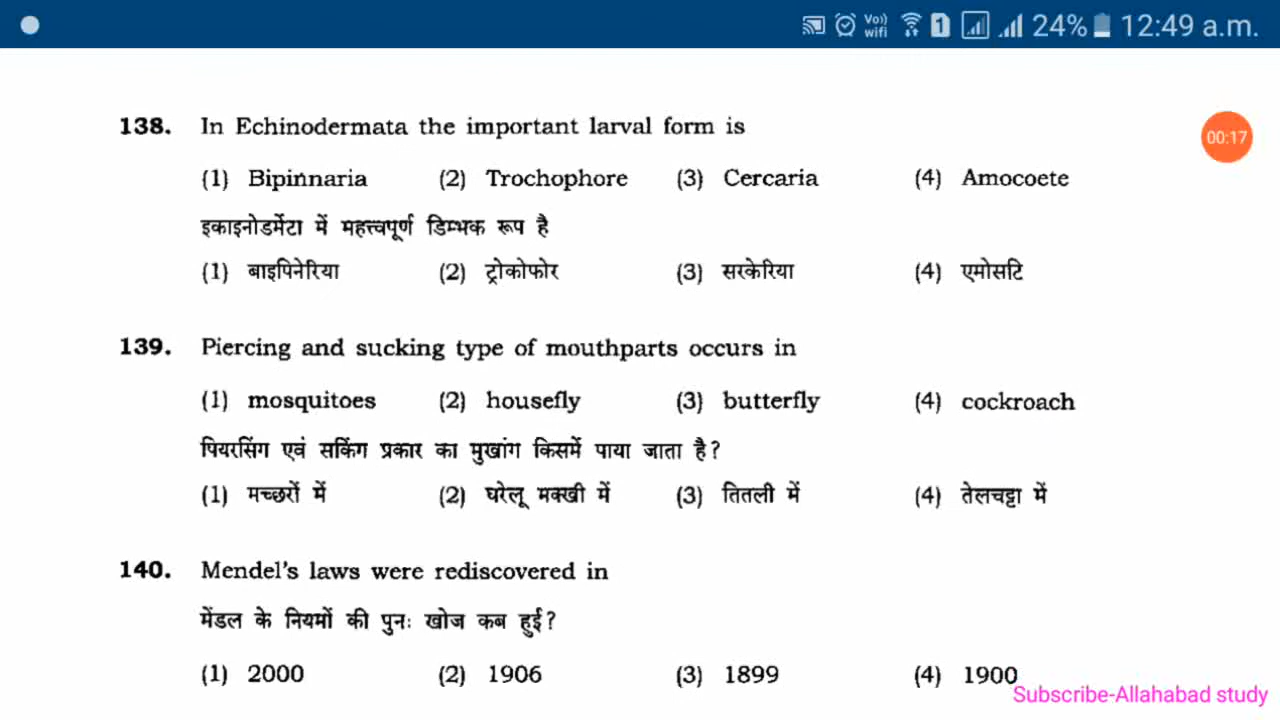 Vo)) wifi 1 24% 12:49 a.m.
00:17
138. In Echinodermata the important larval form is
(1) Bipinnaria (2) Trochophore (3) Cercaria (4) Amocoete
इकाइनोडर्मेटा में महत्त्वपूर्ण डिम्भक रूप है
(1) बाइपिनेरिया (2) ट्रोकोफोर (3) सरकेरिया (4) एमोसटि
139. Piercing and sucking type of mouthparts occurs in
(1) mosquitoes (2) housefly (3) butterfly (4) cockroach
पियरसिंग एवं सकिंग प्रकार का मुखांग किसमें पाया जाता है?
(1) मच्छरों में (2) घरेलू मक्खी में (3) तितली में (4) तेलचट्टा में
140. Mendel's laws were rediscovered in
मेंडल के नियमों की पुनः खोज कब हुई?
(1) 2000 (2) 1906 (3) 1899 (4) 1900
Subscribe-Allahabad study